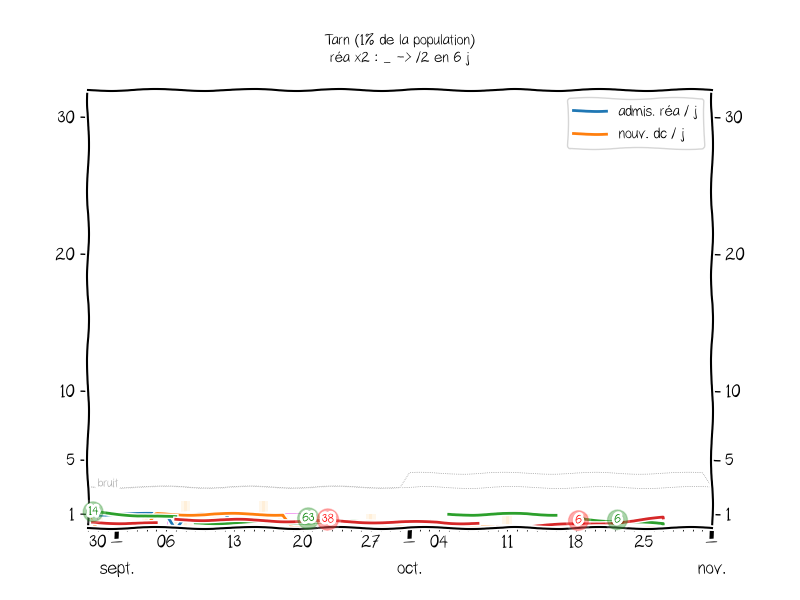 Tarn (1% de la population)
réa x2 : _ -> /2 en 6 j
admis. réa / j
nouv. dc / j
30 30
20 20
10 10
5 5
bruit
1 1
14 63 38 6 6
30 06 13 20 27 04 11 18 25
sept. oct. nov.